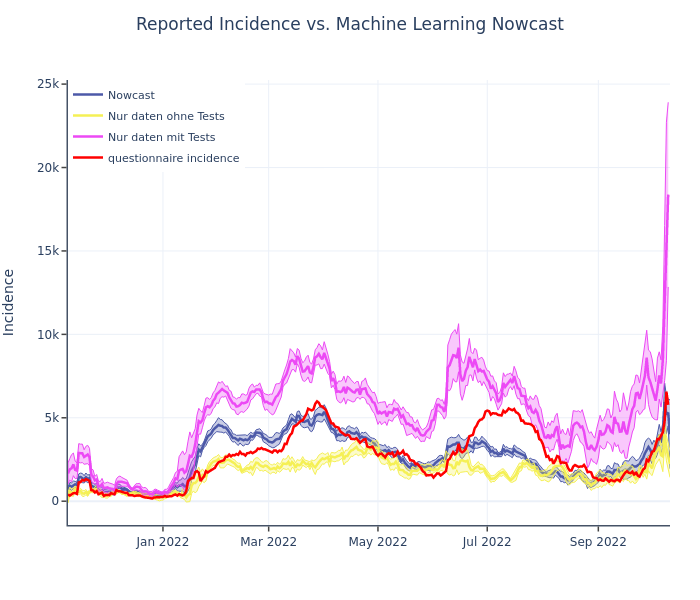 Reported Incidence vs. Machine Learning Nowcast
Incidence
25k
20k
15k
10k
5k
0
Nowcast
Nur daten ohne Tests
Nur daten mit Tests
questionnaire incidence
Jan 2022
Mar 2022
May 2022
Jul 2022
Sep 2022